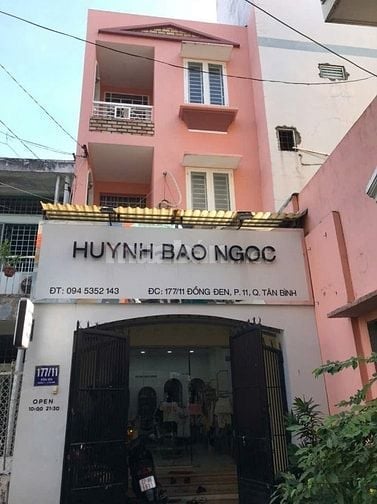 HUYNH BAO NGOC
ĐT: 094 5352 143
ĐC: 177/11 ĐỒNG ĐEN, P. 11, Q. TÂN BÌNH
177/11
OPEN
10:00 21:30